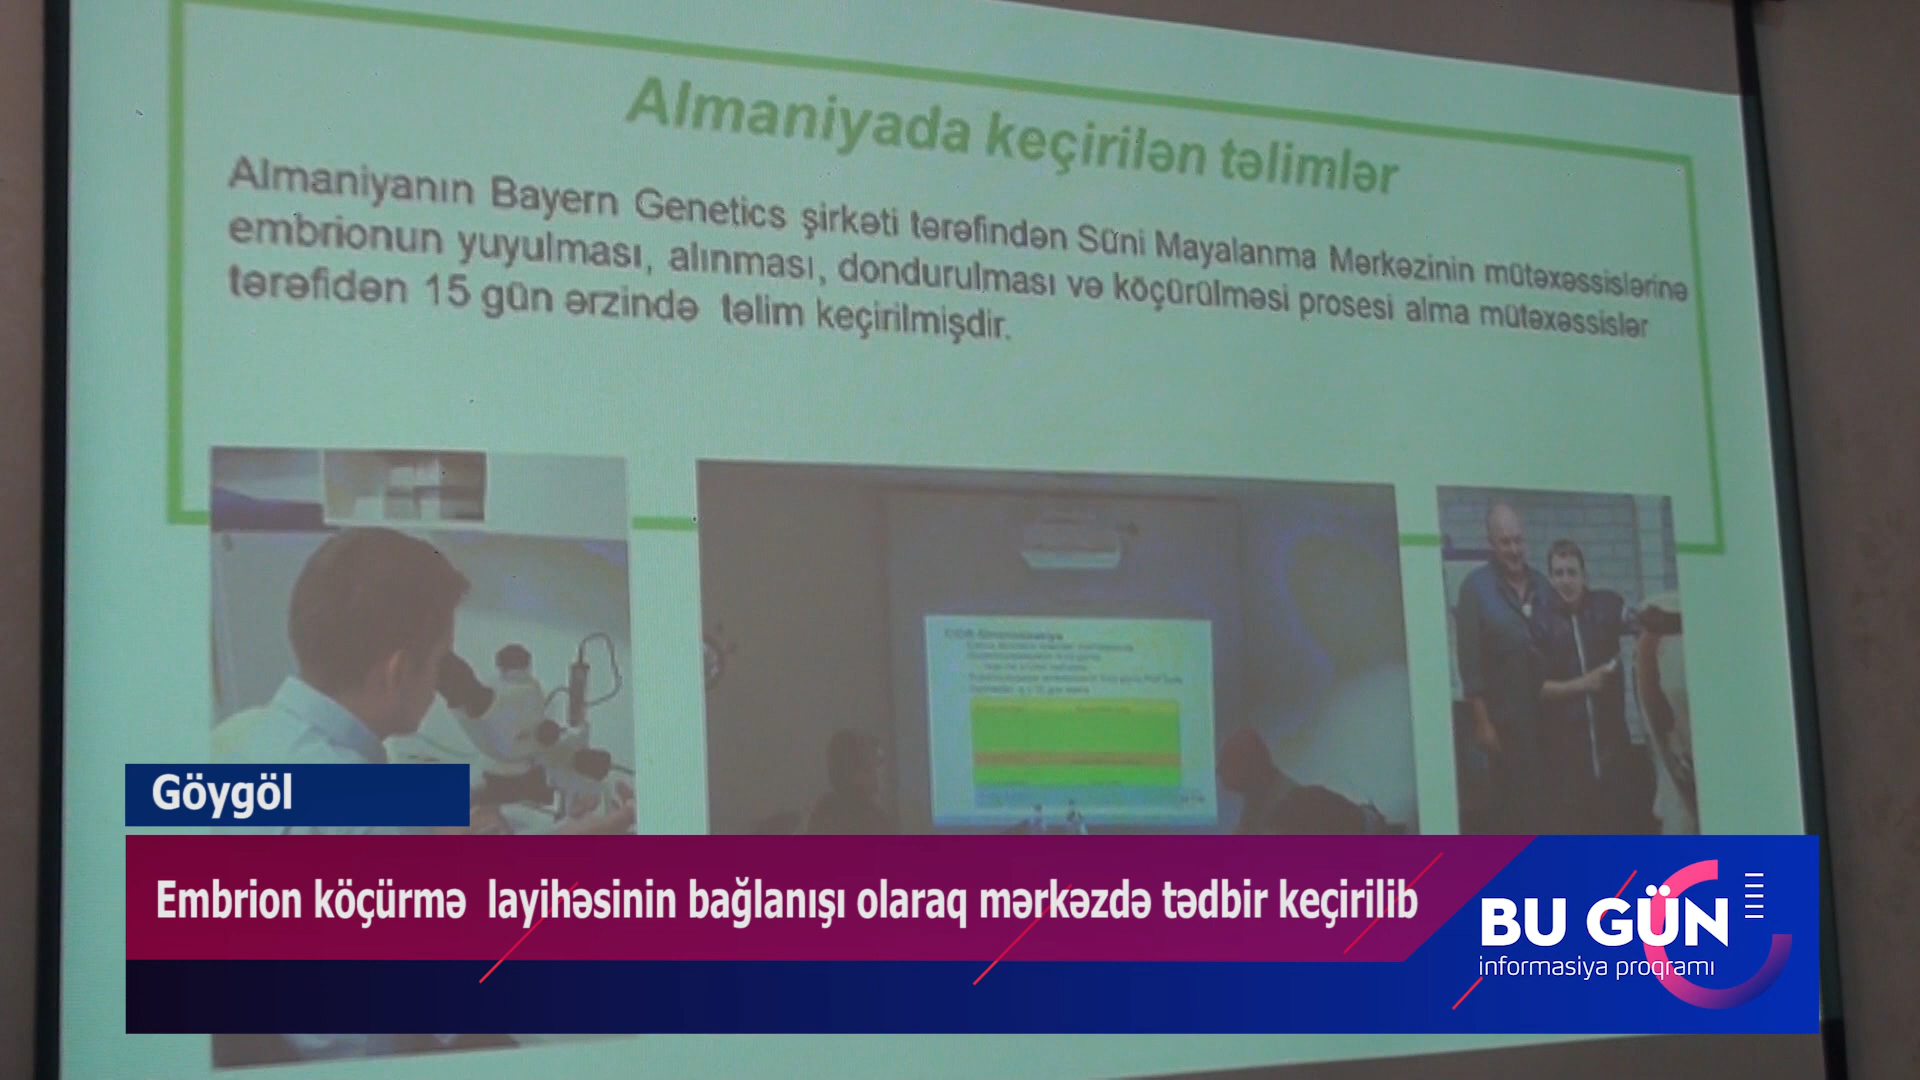 Almaniyada keçirilən təlimlər
Almaniyanın Bayern Genetics şirkəti tərəfindən Süni Mayalanma Mərkəzinin mütəxəssislərinə
embrionun yuyulması, alınması, dondurulması və köçürülməsi prosesi alma mütəxəssislər
tərəfidən 15 gün ərzində təlim keçirilmişdir.
Göygöl
Embrion köçürmə layihəsinin bağlanışı olaraq mərkəzdə tədbir keçirilib
BU GÜN
informasiya proqramı